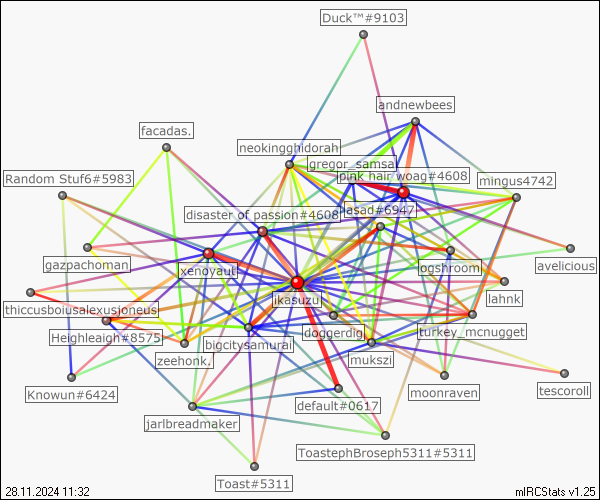 Duck™#9103
andnewbees
facadas.
neokingghidorah
gregor_samsa
pink hair woag#4608
Random Stuf6#5983
mingus4742
disaster of passion#4608
asad#6947
gazpachoman
xenoyaut
ogshroom
avelicious
likasuzu
lahnk
thiccusboiusalexusjoneus
Heighleaigh#8575
doggerdig
turkey_mcnugget
bigcitysamurai
zeehonk.
mukszi
Knowun#6424
moonraven
tescoroll
default#0617
jarlbreadmaker
ToastephBroseph5311#5311
Toast#5311
28.11.2024 11:32
mIRCStats v1.25